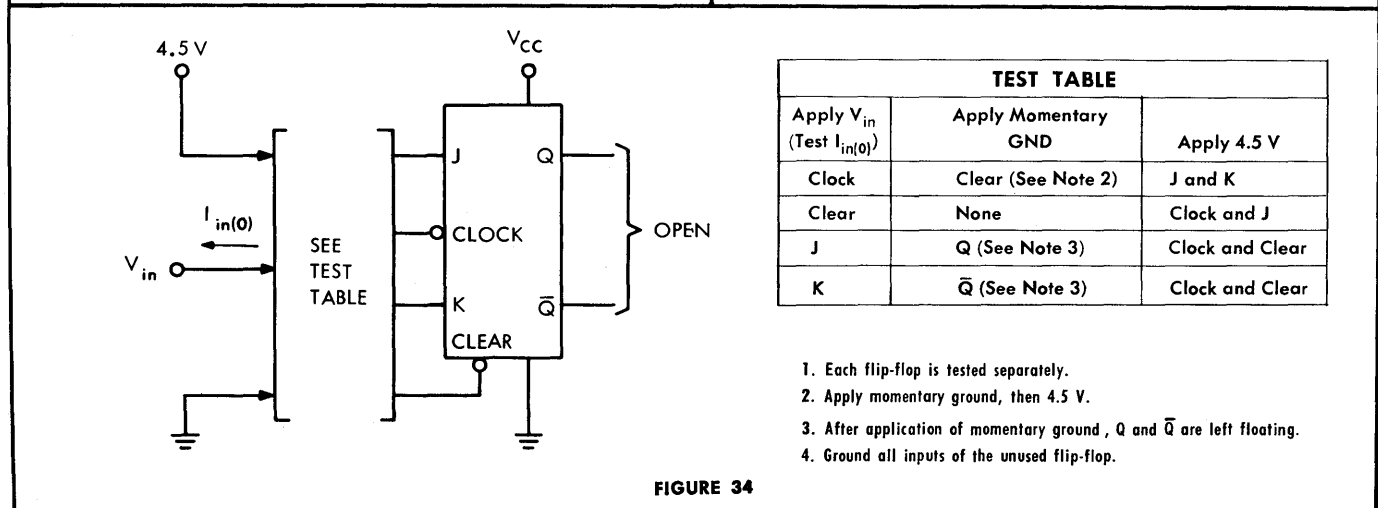 4.5 V
V_CC
J
Q
I_in(0)
CLOCK
SEE
TEST
TABLE
V_in
OPEN
K
Q̅
CLEAR
TEST TABLE
Apply V_in
(Test I_in(0))
Apply Momentary
GND
Apply 4.5 V
Clock
Clear (See Note 2)
J and K
Clear
None
Clock and J
J
Q (See Note 3)
Clock and Clear
K
Q̅ (See Note 3)
Clock and Clear
1. Each flip-flop is tested separately.
2. Apply momentary ground, then 4.5 V.
3. After application of momentary ground , Q and Q̅ are left floating.
4. Ground all inputs of the unused flip-flop.
FIGURE 34